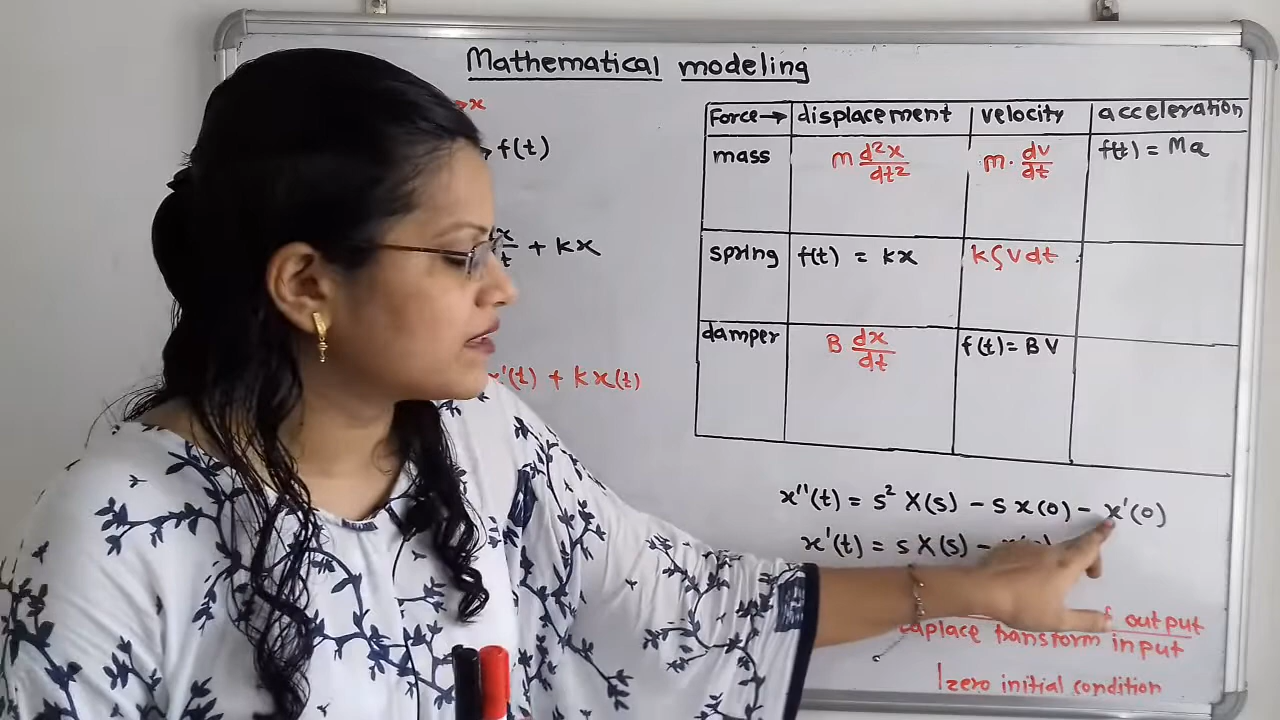 Mathematical modeling
→x
f(t)
+ kx
x'(t) + kx(t)
Force→ displacement velocity acceleration
mass m d²x/dt² m. dv/dt f(t) = Ma
spring f(t) = kx k∫vdt
damper B dx/dt f(t)= B V
x''(t) = s² X(s) - s x(0) - x'(0)
x'(t) = s X(s) -
output
Laplace transform input
|zero initial condition